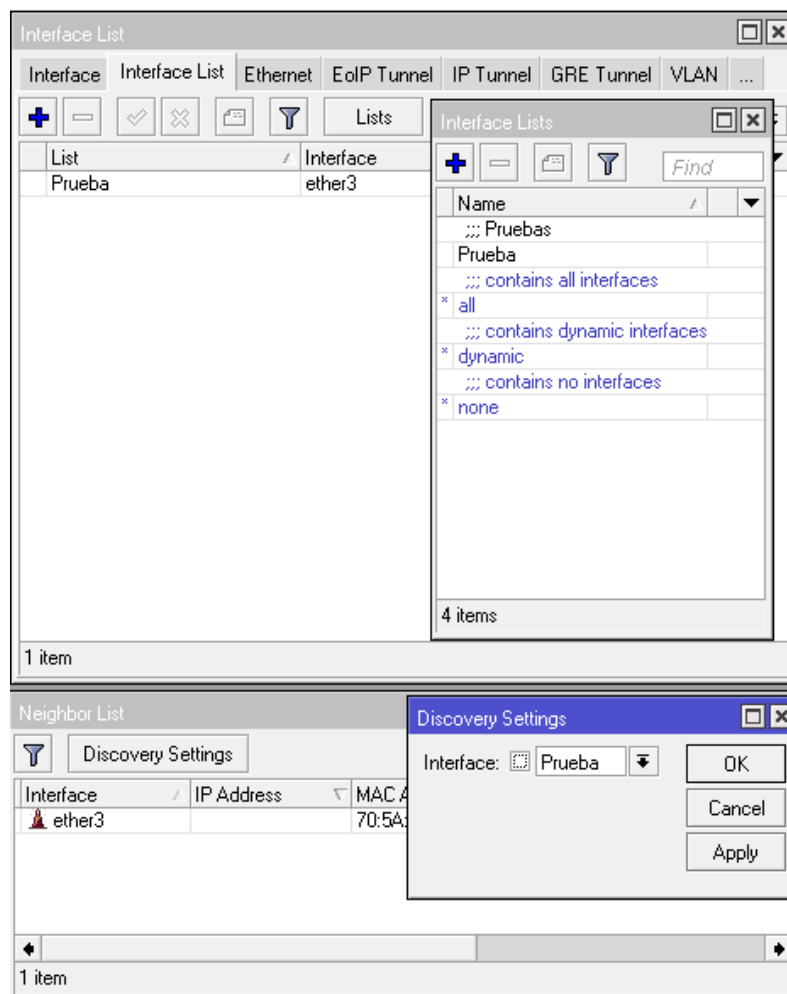 Interface List
Interface Interface List Ethernet EoIP Tunnel IP Tunnel GRE Tunnel VLAN ...
Lists
List Interface
Prueba ether3
1 item
Interface Lists
Find
Name
;;; Pruebas
Prueba
;;; contains all interfaces
* all
;;; contains dynamic interfaces
* dynamic
;;; contains no interfaces
* none
4 items
Neighbor List
Discovery Settings
Interface IP Address MAC
ether3 70:5A:
1 item
Discovery Settings
Interface: Prueba
OK
Cancel
Apply